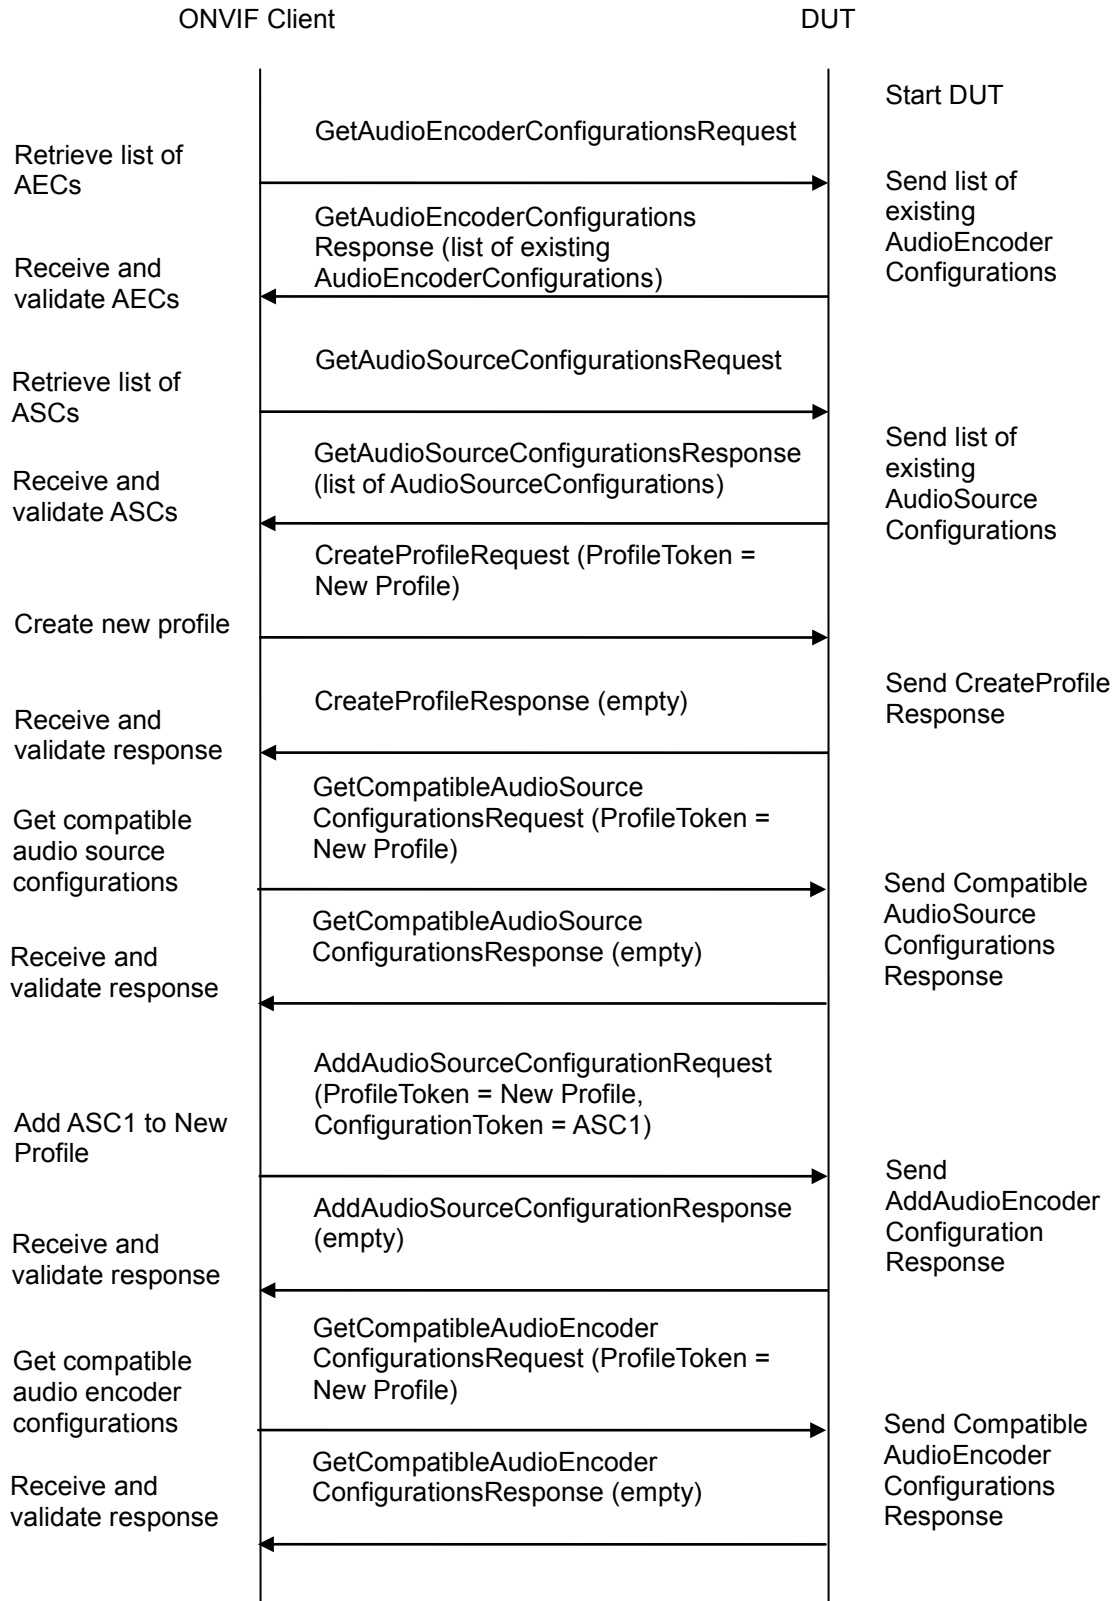 ONVIF Client
DUT
Start DUT
GetAudioEncoderConfigurationsRequest
Retrieve list of
AECs
Send list of
existing
AudioEncoder
Configurations
GetAudioEncoderConfigurations
Response (list of existing
AudioEncoderConfigurations)
Receive and
validate AECs
GetAudioSourceConfigurationsRequest
Retrieve list of
ASCs
Send list of
existing
AudioSource
Configurations
GetAudioSourceConfigurationsResponse
(list of AudioSourceConfigurations)
Receive and
validate ASCs
CreateProfileRequest (ProfileToken =
New Profile)
Create new profile
Send CreateProfile
Response
CreateProfileResponse (empty)
Receive and
validate response
GetCompatibleAudioSource
ConfigurationsRequest (ProfileToken =
New Profile)
Get compatible
audio source
configurations
Send Compatible
AudioSource
Configurations
Response
GetCompatibleAudioSource
ConfigurationsResponse (empty)
Receive and
validate response
AddAudioSourceConfigurationRequest
(ProfileToken = New Profile,
ConfigurationToken = ASC1)
Add ASC1 to New
Profile
Send
AddAudioEncoder
Configuration
Response
AddAudioSourceConfigurationResponse
(empty)
Receive and
validate response
GetCompatibleAudioEncoder
ConfigurationsRequest (ProfileToken =
New Profile)
Get compatible
audio encoder
configurations
Send Compatible
AudioEncoder
Configurations
Response
GetCompatibleAudioEncoder
ConfigurationsResponse (empty)
Receive and
validate response